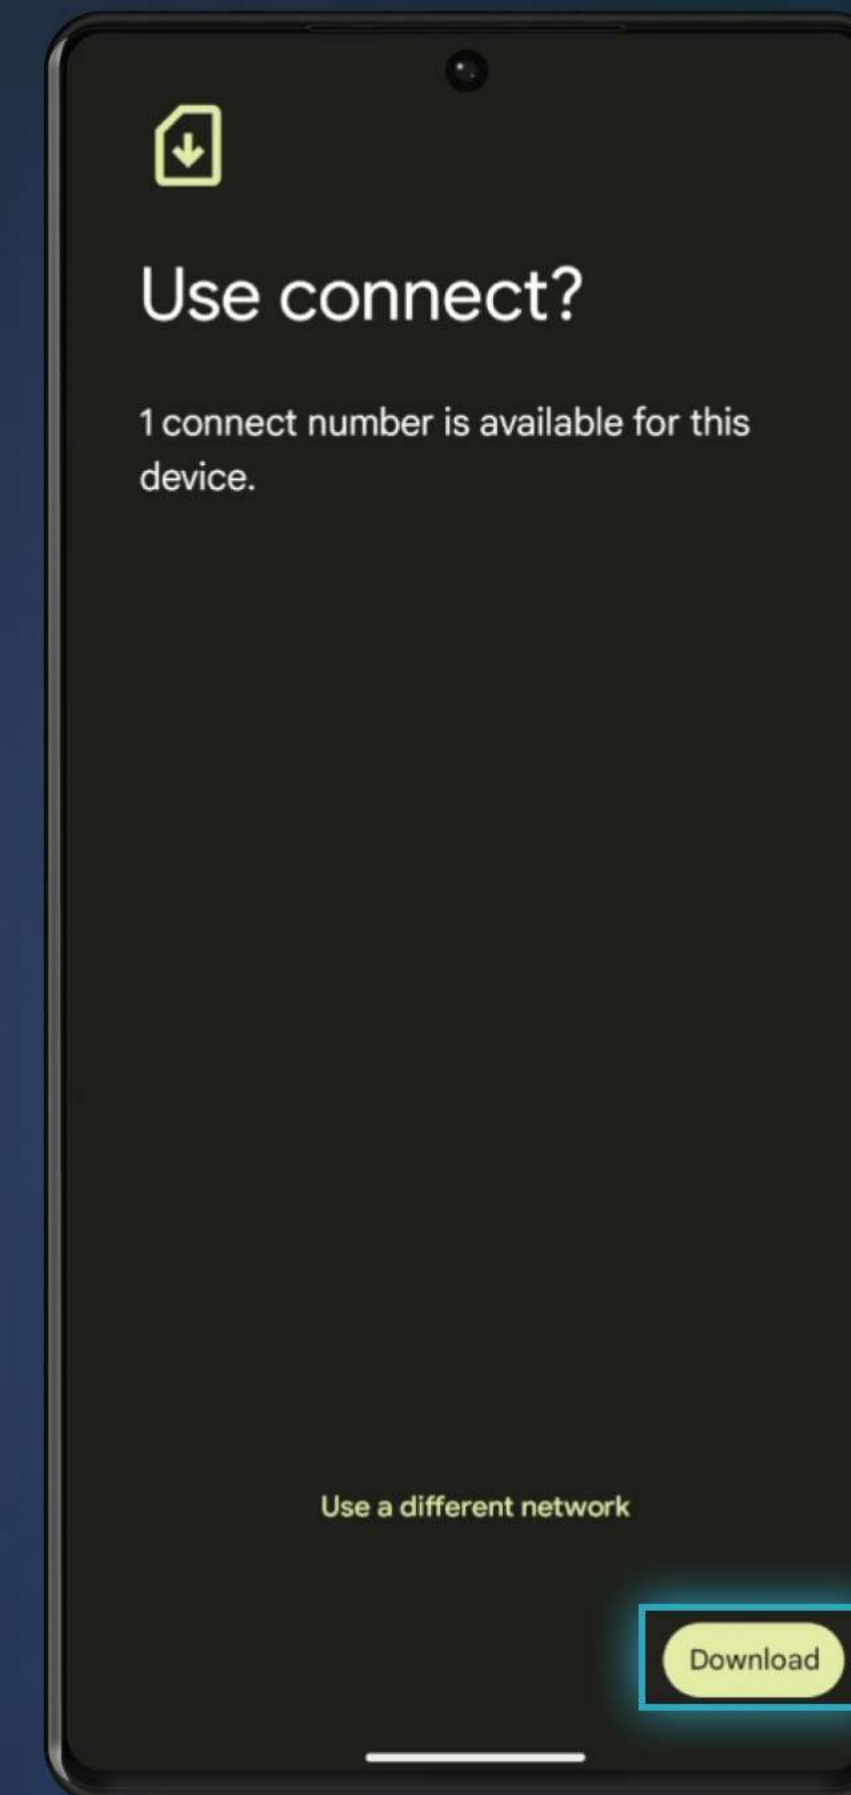 Use connect?
1 connect number is available for this
device.
Use a different network
Download